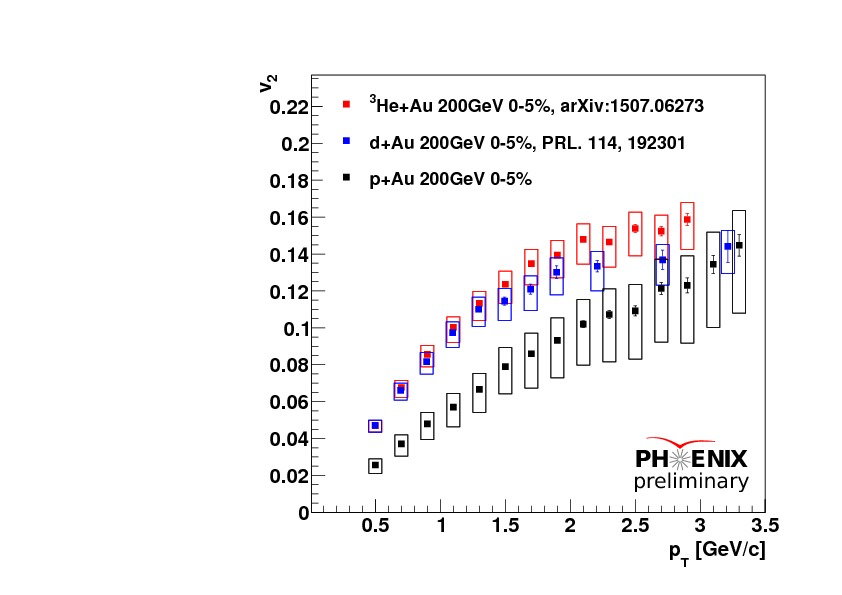 v2
0.22
³He+Au 200GeV 0-5%, arXiv:1507.06273
0.2
d+Au 200GeV 0-5%, PRL. 114, 192301
0.18
p+Au 200GeV 0-5%
0.16
0.14
0.12
0.1
0.08
0.06
0.04
PHENIX
0.02
preliminary
0
0.5 1 1.5 2 2.5 3 3.5
pT [GeV/c]